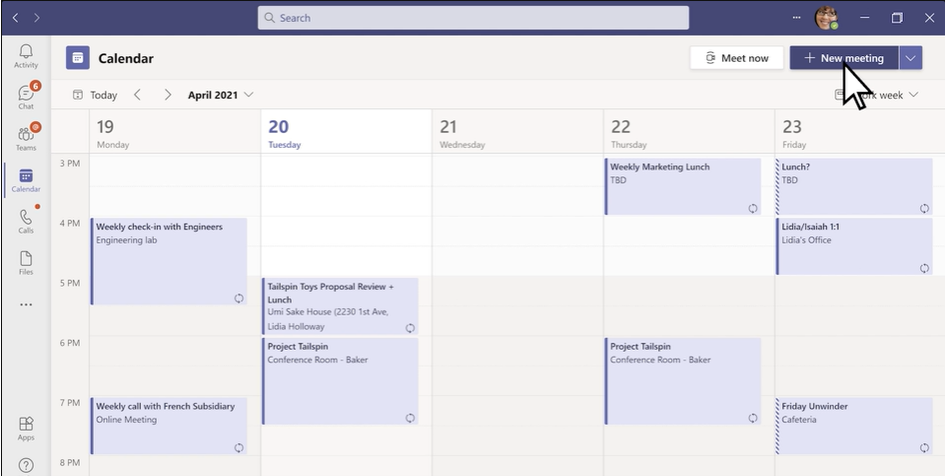 Search
Activity
6
Chat
@
Teams
Calendar
Calls
Files
Apps
Calendar
Meet now
New meeting
Today
April 2021
week
19
Monday
20
Tuesday
21
Wednesday
22
Thursday
23
Friday
3 PM
4 PM
5 PM
6 PM
7 PM
8 PM
Weekly check-in with Engineers
Engineering lab
Weekly call with French Subsidiary
Online Meeting
Tailspin Toys Proposal Review +
Lunch
Umi Sake House (2230 1st Ave,
Lidia Holloway
Project Tailspin
Conference Room - Baker
Weekly Marketing Lunch
TBD
Project Tailspin
Conference Room - Baker
Lunch?
TBD
Lidia/Isaiah 1:1
Lidia's Office
Friday Unwinder
Cafeteria